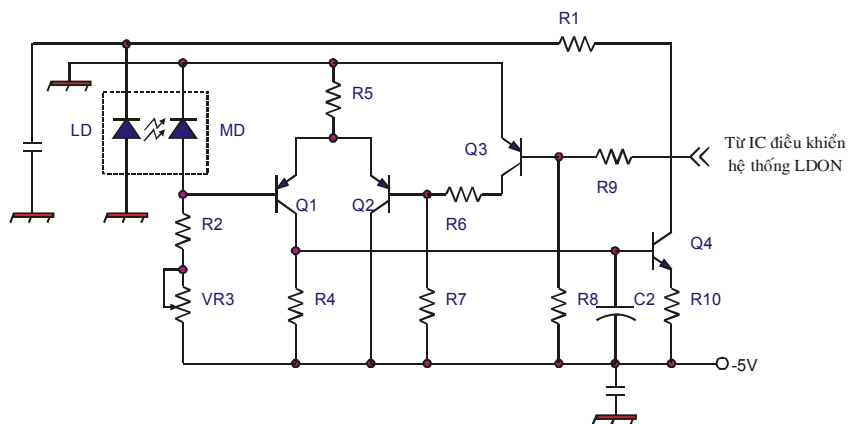 R1
R5
LD
MD
Q3
Từ IC điều khiển
hệ thống LDON
R9
Q1
Q2
R2
R6
Q4
VR3
R4
R7
R8
C2
R10
-5V